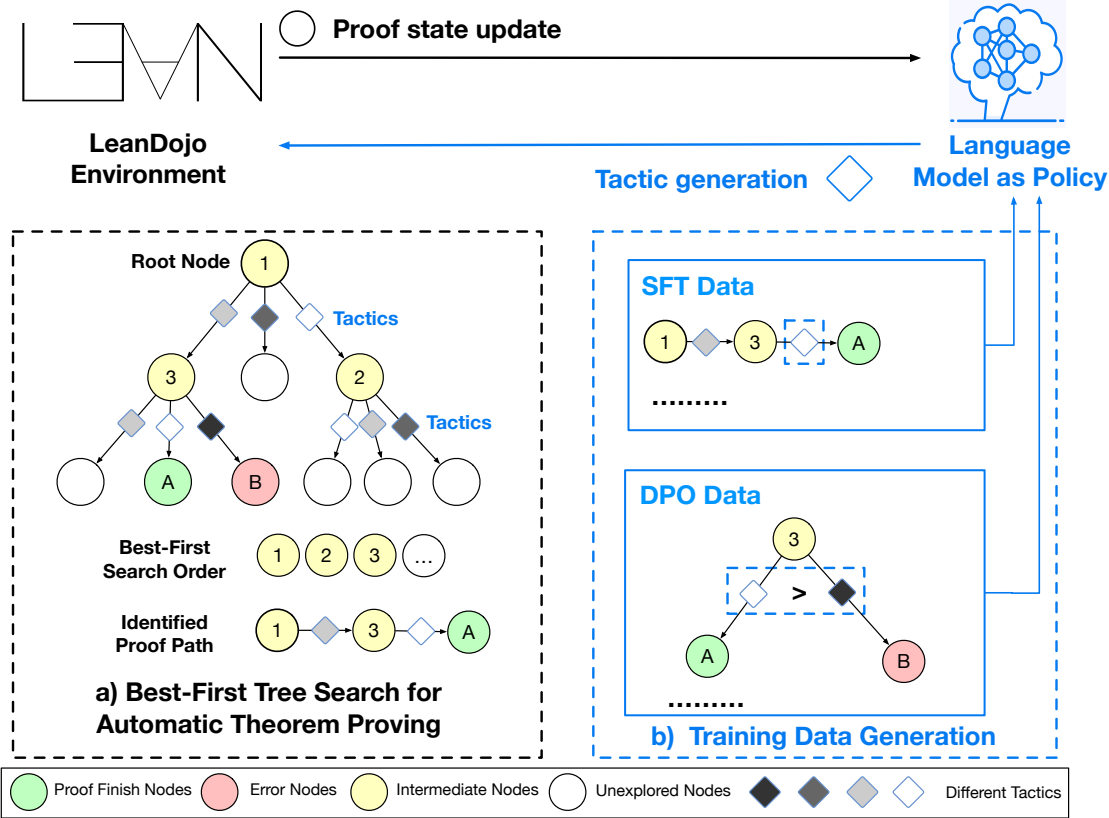 LEAN
Proof state update
LeanDojo
Environment
Tactic generation
Language
Model as Policy
Root Node
1
Tactics
3
2
Tactics
A
B
Best-First
Search Order
1 2 3 ...
Identified
Proof Path
1 3 A
a) Best-First Tree Search for
Automatic Theorem Proving
SFT Data
1 3 A
.........
DPO Data
3
>
A
B
.........
b) Training Data Generation
Proof Finish Nodes
Error Nodes
Intermediate Nodes
Unexplored Nodes
Different Tactics